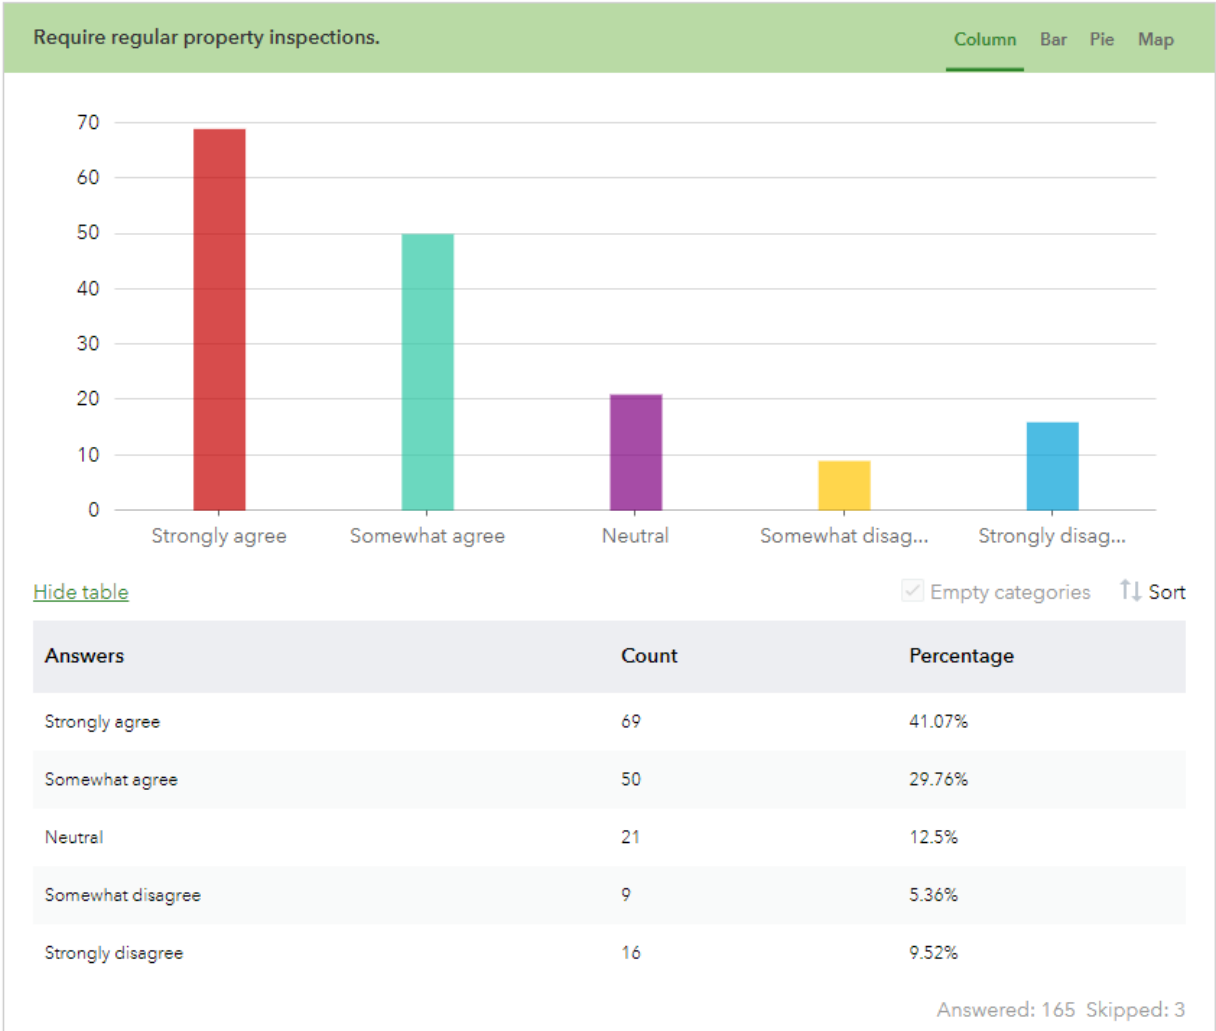 Require regular property inspections.
Column Bar Pie Map
70
60
50
40
30
20
10
0
Strongly agree Somewhat agree Neutral Somewhat disag... Strongly disag...
Hide table Empty categories Sort
Answers Count Percentage
Strongly agree 69 41.07%
Somewhat agree 50 29.76%
Neutral 21 12.5%
Somewhat disagree 9 5.36%
Strongly disagree 16 9.52%
Answered: 165 Skipped: 3